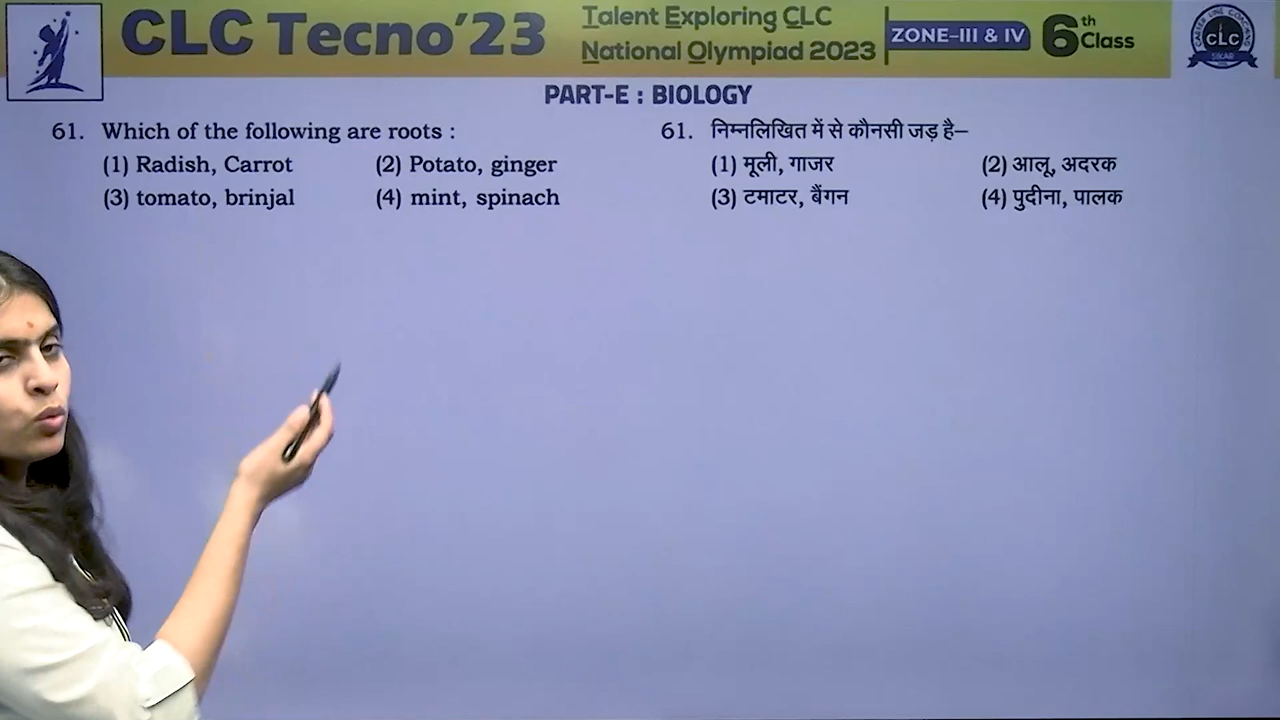 CLC Tecno'23
Talent Exploring CLC
National Olympiad 2023
ZONE-III & IV
6th Class
CLC
PART-E : BIOLOGY
61. Which of the following are roots :
(1) Radish, Carrot (2) Potato, ginger
(3) tomato, brinjal (4) mint, spinach
61. निम्नलिखित में से कौनसी जड़ है–
(1) मूली, गाजर (2) आलू, अदरक
(3) टमाटर, बैंगन (4) पुदीना, पालक